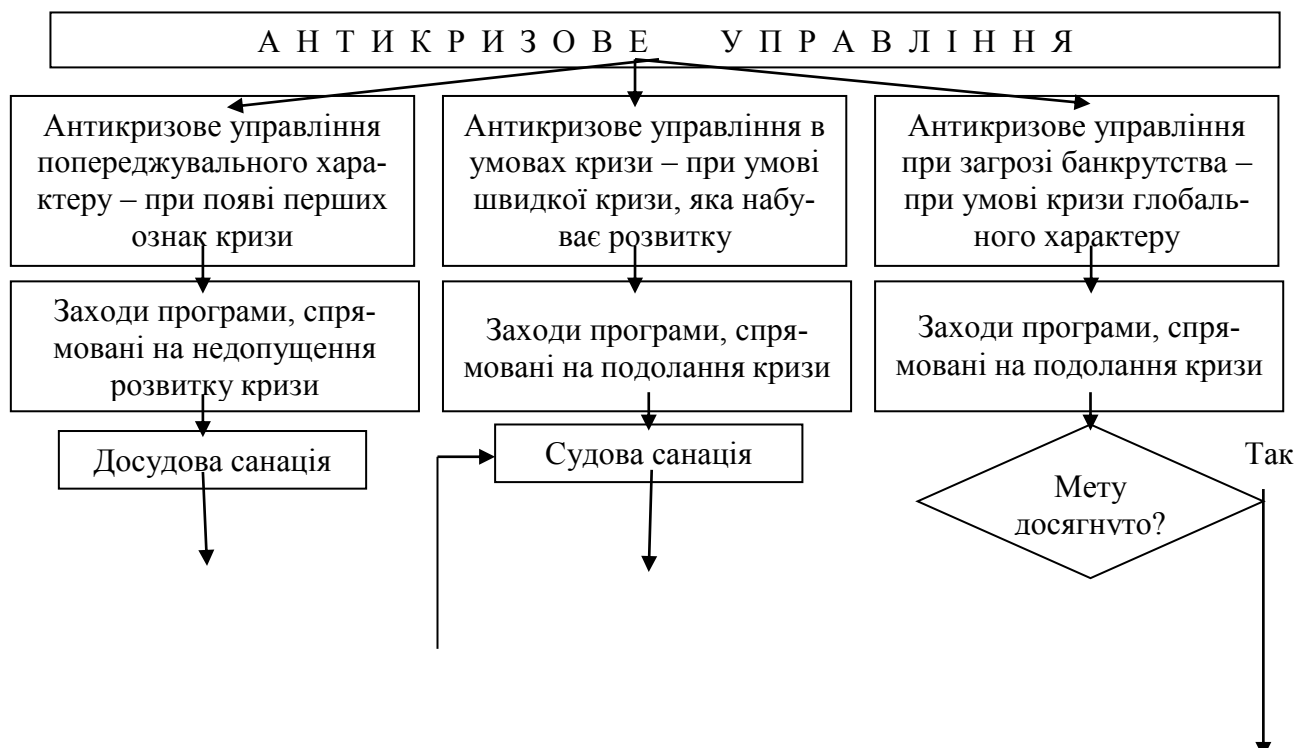 АНТИКРИЗОВЕ УПРАВЛІННЯ
Антикризове управління
попереджувального хара-
ктеру – при появі перших
ознак кризи
Антикризове управління в
умовах кризи – при умові
швидкої кризи, яка набу-
ває розвитку
Антикризове управління
при загрозі банкрутства –
при умові кризи глобаль-
ного характеру
Заходи програми, спря-
мовані на недопущення
розвитку кризи
Заходи програми, спря-
мовані на подолання кризи
Заходи програми, спря-
мовані на подолання кризи
Досудова санація
Судова санація
Мету
досягнуто?
Так